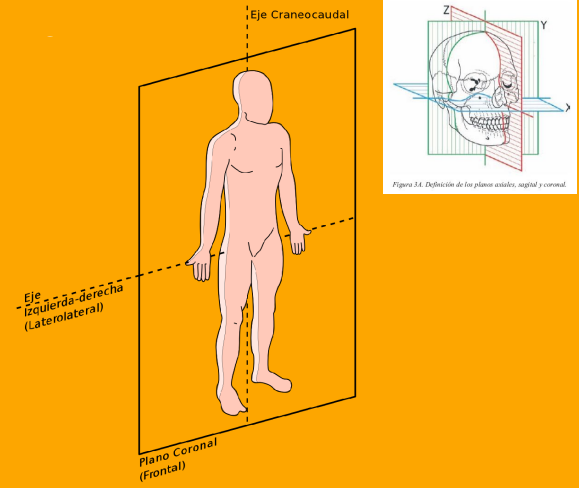 Eje Craneocaudal
Z
Y
X
Figura 3A. Definición de los planos axiales, sagital y coronal.
Eje
Izquierda-derecha
(Laterolateral)
Plano Coronal
(Frontal)